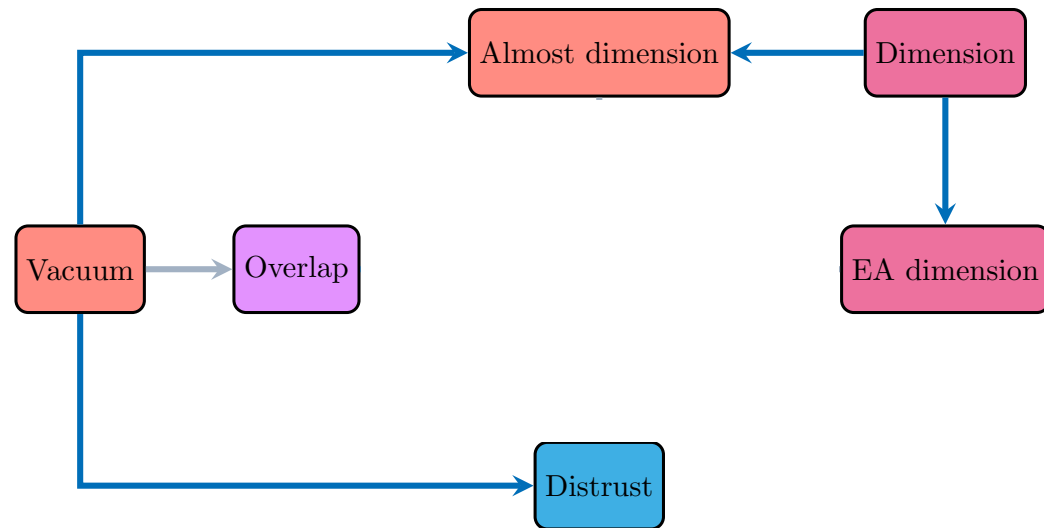 Almost dimension
Dimension
Vacuum
Overlap
EA dimension
Distrust